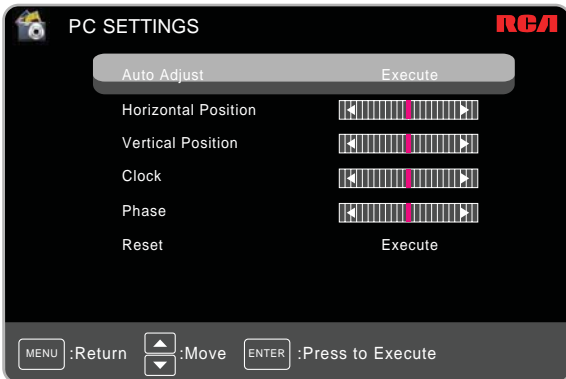 PC SETTINGS RCA
Auto Adjust Execute
Horizontal Position
Vertical Position
Clock
Phase
Reset Execute
MENU :Return :Move ENTER :Press to Execute